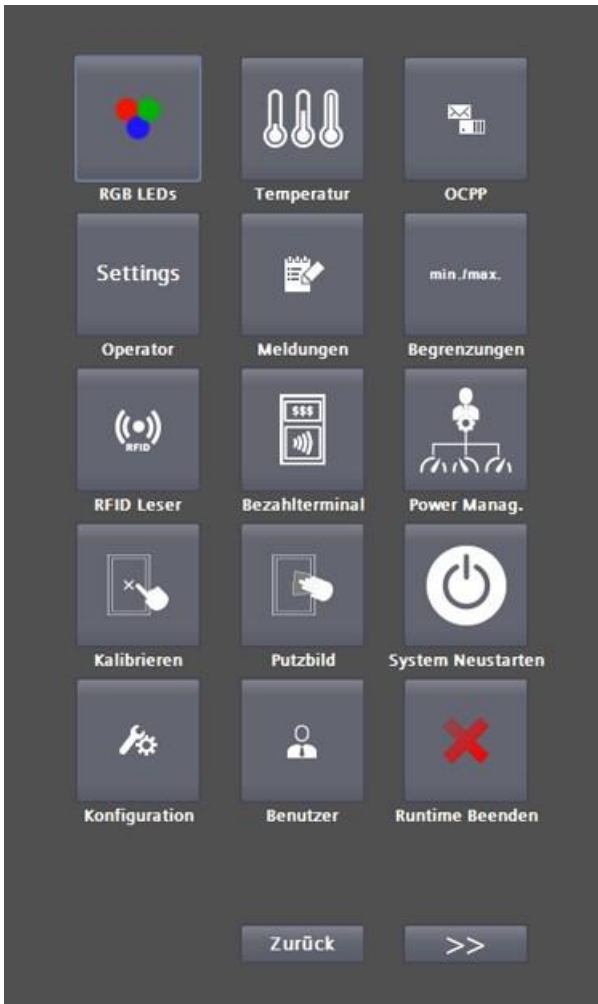 RGB LEDs
Temperatur
OCPP
Settings
Operator
Meldungen
min./max.
Begrenzungen
RFID
RFID Leser
$$$
Bezahlterminal
Power Manag.
Kalibrieren
Putzbild
System Neustarten
Konfiguration
Benutzer
Runtime Beenden
Zurück
>>